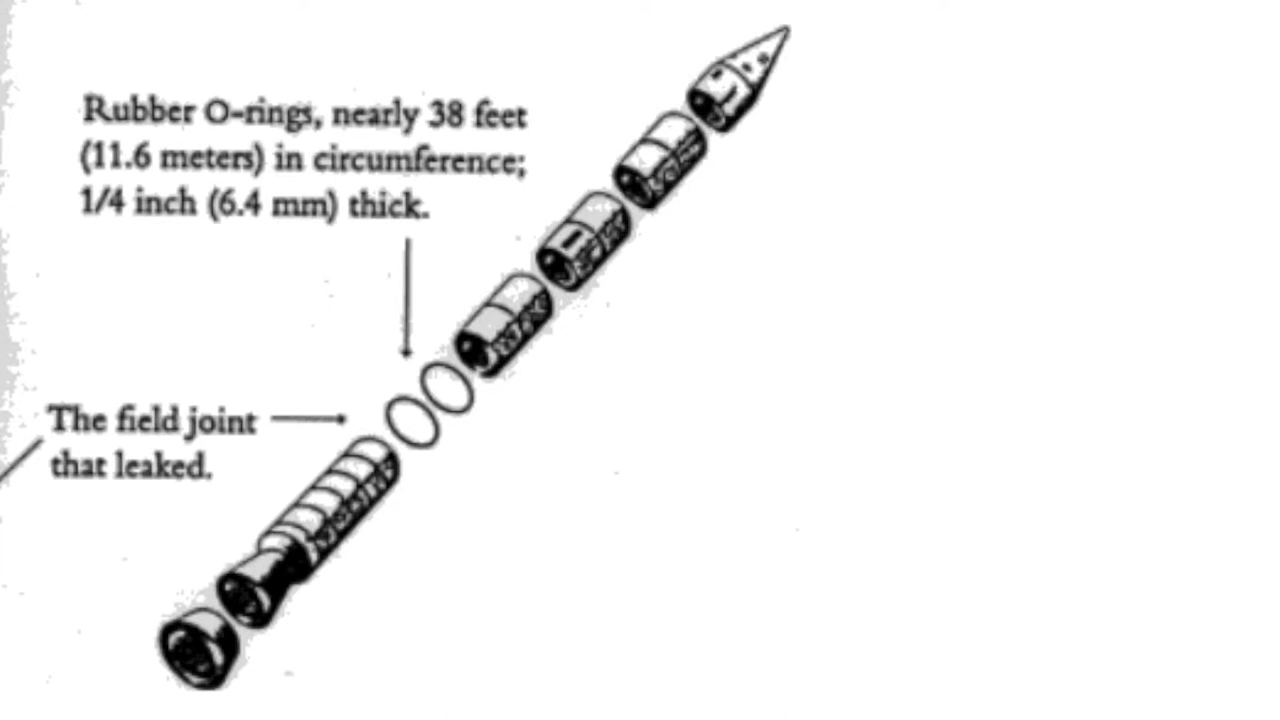 Rubber O-rings, nearly 38 feet
(11.6 meters) in circumference;
1/4 inch (6.4 mm) thick.
The field joint
that leaked.